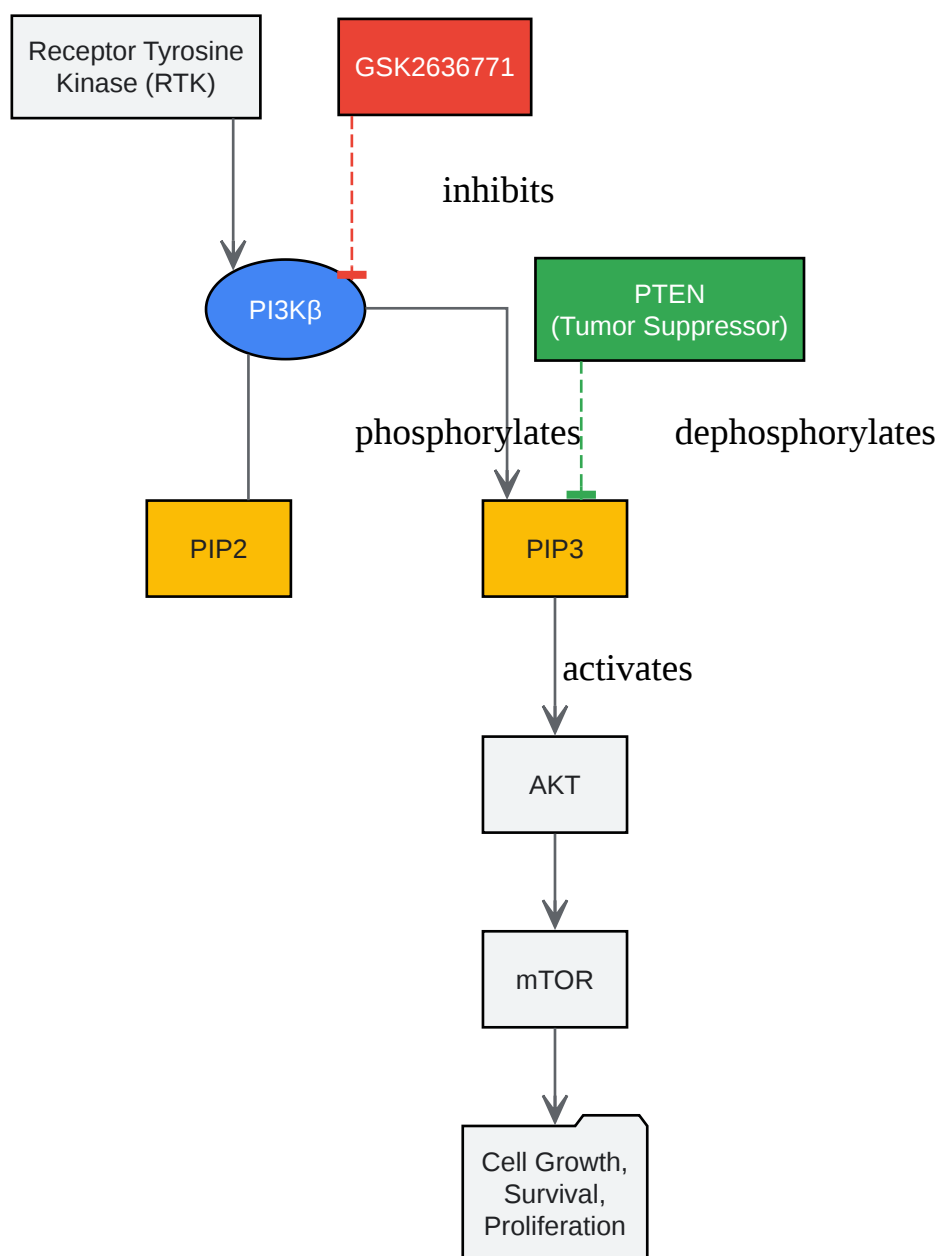 Receptor Tyrosine
Kinase (RTK)
GSK2636771
inhibits
PI3Kβ
PTEN
(Tumor Suppressor)
phosphorylates
dephosphorylates
PIP2
PIP3
activates
AKT
mTOR
Cell Growth,
Survival,
Proliferation